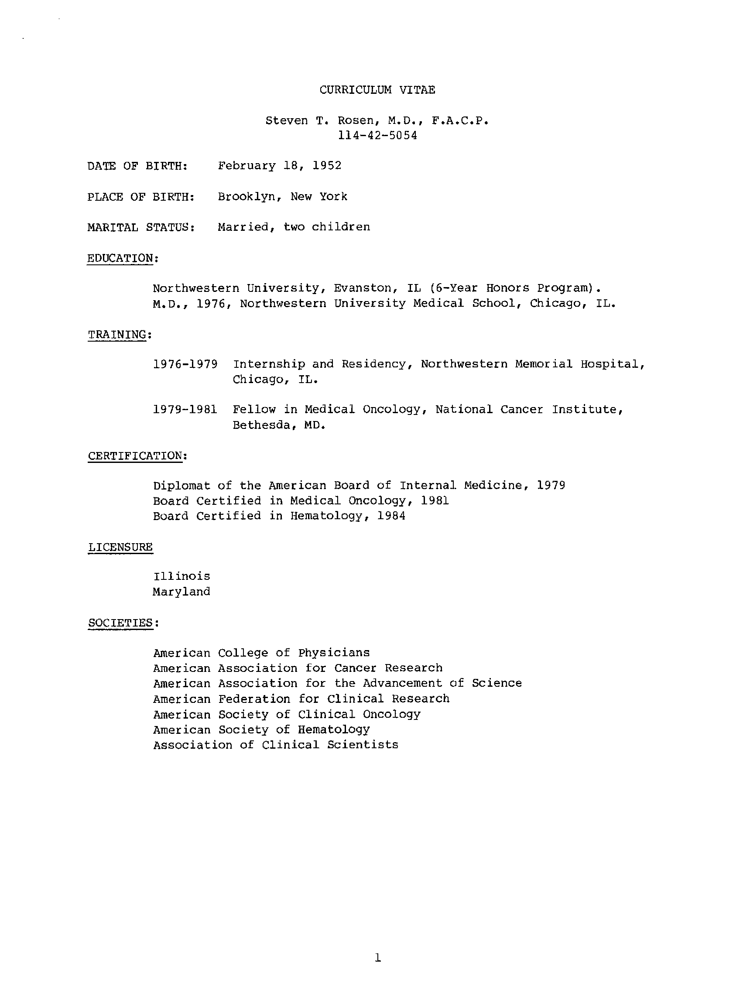 CURRICULUM VITAE
Steven T. Rosen, M.D., F.A.C.P.
114-42-5054
DATE OF BIRTH: February 18, 1952
PLACE OF BIRTH: Brooklyn, New York
MARITAL STATUS: Married, two children
EDUCATION:
Northwestern University, Evanston, IL (6-Year Honors Program).
M.D., 1976, Northwestern University Medical School, Chicago, IL.
TRAINING:
1976-1979 Internship and Residency, Northwestern Memorial Hospital,
Chicago, IL.
1979-1981 Fellow in Medical Oncology, National Cancer Institute,
Bethesda, MD.
CERTIFICATION:
Diplomat of the American Board of Internal Medicine, 1979
Board Certified in Medical Oncology, 1981
Board Certified in Hematology, 1984
LICENSURE
Illinois
Maryland
SOCIETIES:
American College of Physicians
American Association for Cancer Research
American Association for the Advancement of Science
American Federation for Clinical Research
American Society of Clinical Oncology
American Society of Hematology
Association of Clinical Scientists
1